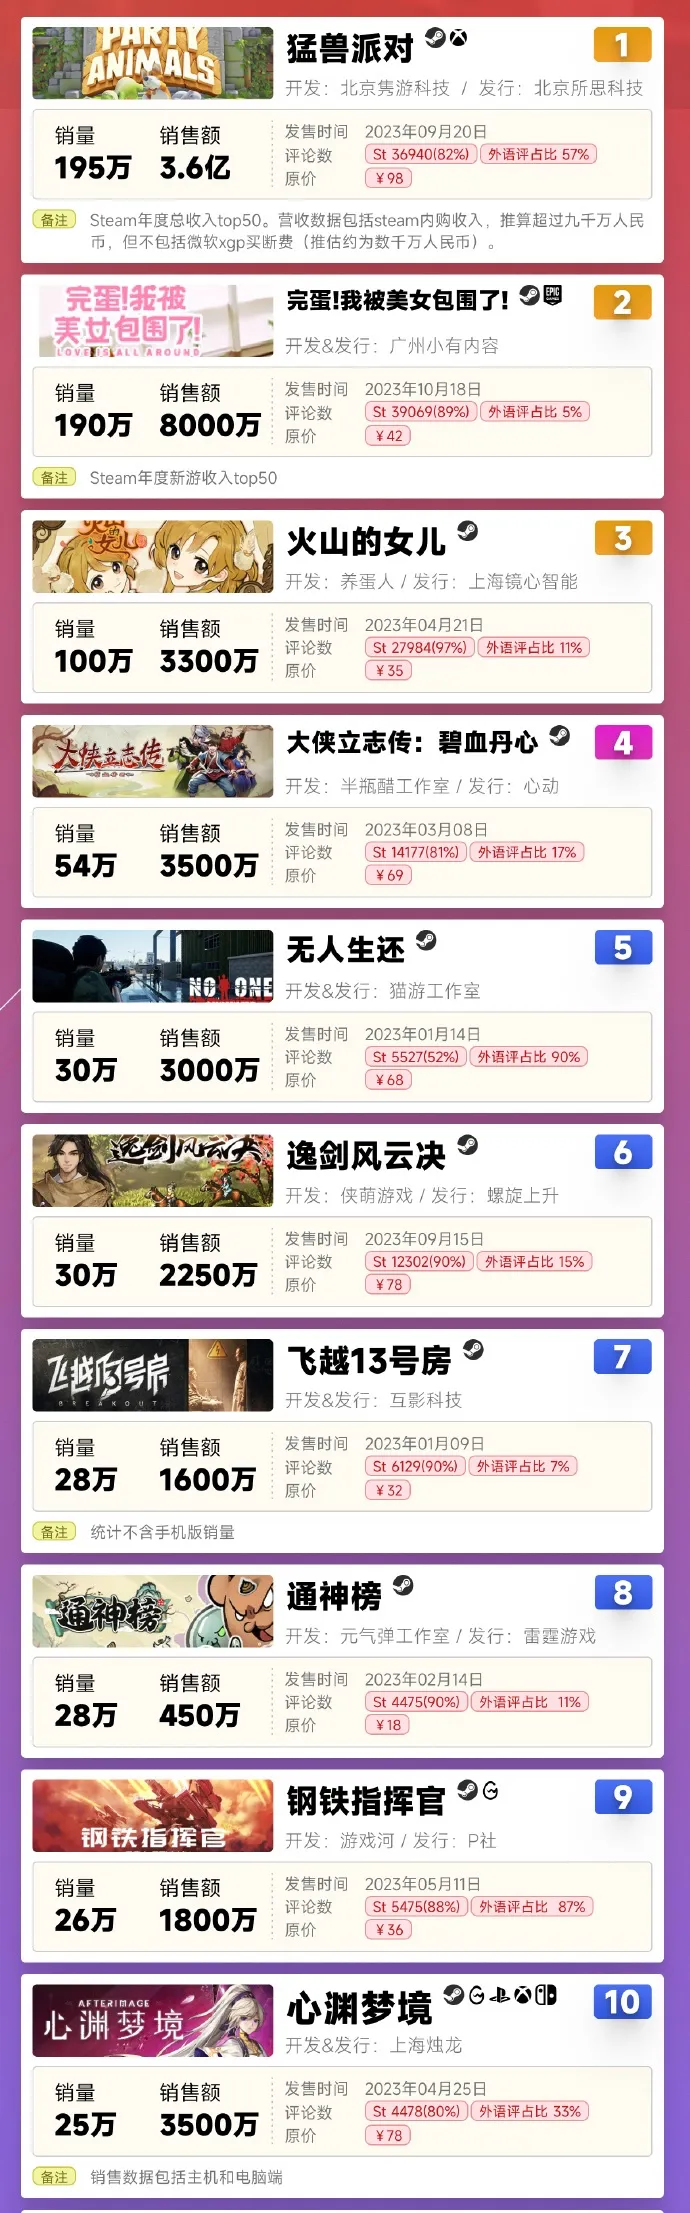 PARTY
ANIMALS
猛兽派对
1
开发：北京隽游科技 / 发行：北京所思科技
销量 销售额
195万 3.6亿
发售时间 2023年09月20日
评论数 St 36940(82%) 外语评占比 57%
原价 ¥98
备注 Steam年度总收入top50。营收数据包括steam内购收入，推算超过九千万人民
币，但不包括微软xgp买断费（推估约为数千万人民币）。
完蛋!我被
美女包围了!
LOVE IS ALL AROUND
完蛋!我被美女包围了!
EPIC
GAMES
2
开发&发行：广州小有内容
销量 销售额
190万 8000万
发售时间 2023年10月18日
评论数 St 39069(89%) 外语评占比 5%
原价 ¥42
备注 Steam年度新游收入top50
火山的
女儿
火山的女儿
3
开发：养蛋人 / 发行：上海镜心智能
销量 销售额
100万 3300万
发售时间 2023年04月21日
评论数 St 27984(97%) 外语评占比 11%
原价 ¥35
大侠立志传
大侠立志传：碧血丹心
4
开发：半瓶醋工作室 / 发行：心动
销量 销售额
54万 3500万
发售时间 2023年03月08日
评论数 St 14177(81%) 外语评占比 17%
原价 ¥69
NO ONE
无人生还
5
开发&发行：猫游工作室
销量 销售额
30万 3000万
发售时间 2023年01月14日
评论数 St 5527(52%) 外语评占比 90%
原价 ¥68
逸剑风云决
逸剑风云决
6
开发：侠萌游戏 / 发行：螺旋上升
销量 销售额
30万 2250万
发售时间 2023年09月15日
评论数 St 12302(90%) 外语评占比 15%
原价 ¥78
飞越13号房
BREAKOUT
飞越13号房
7
开发&发行：互影科技
销量 销售额
28万 1600万
发售时间 2023年01月09日
评论数 St 6129(90%) 外语评占比 7%
原价 ¥32
备注 统计不含手机版销量
通神榜
通神榜
8
开发：元气弹工作室 / 发行：雷霆游戏
销量 销售额
28万 450万
发售时间 2023年02月14日
评论数 St 4475(90%) 外语评占比 11%
原价 ¥18
钢铁指挥官
钢铁指挥官
9
开发：游戏河 / 发行：P社
销量 销售额
26万 1800万
发售时间 2023年05月11日
评论数 St 5475(88%) 外语评占比 87%
原价 ¥36
AFTERIMAGE
心渊梦境
心渊梦境
10
开发&发行：上海烛龙
销量 销售额
25万 3500万
发售时间 2023年04月25日
评论数 St 4478(80%) 外语评占比 33%
原价 ¥78
备注 销售数据包括主机和电脑端